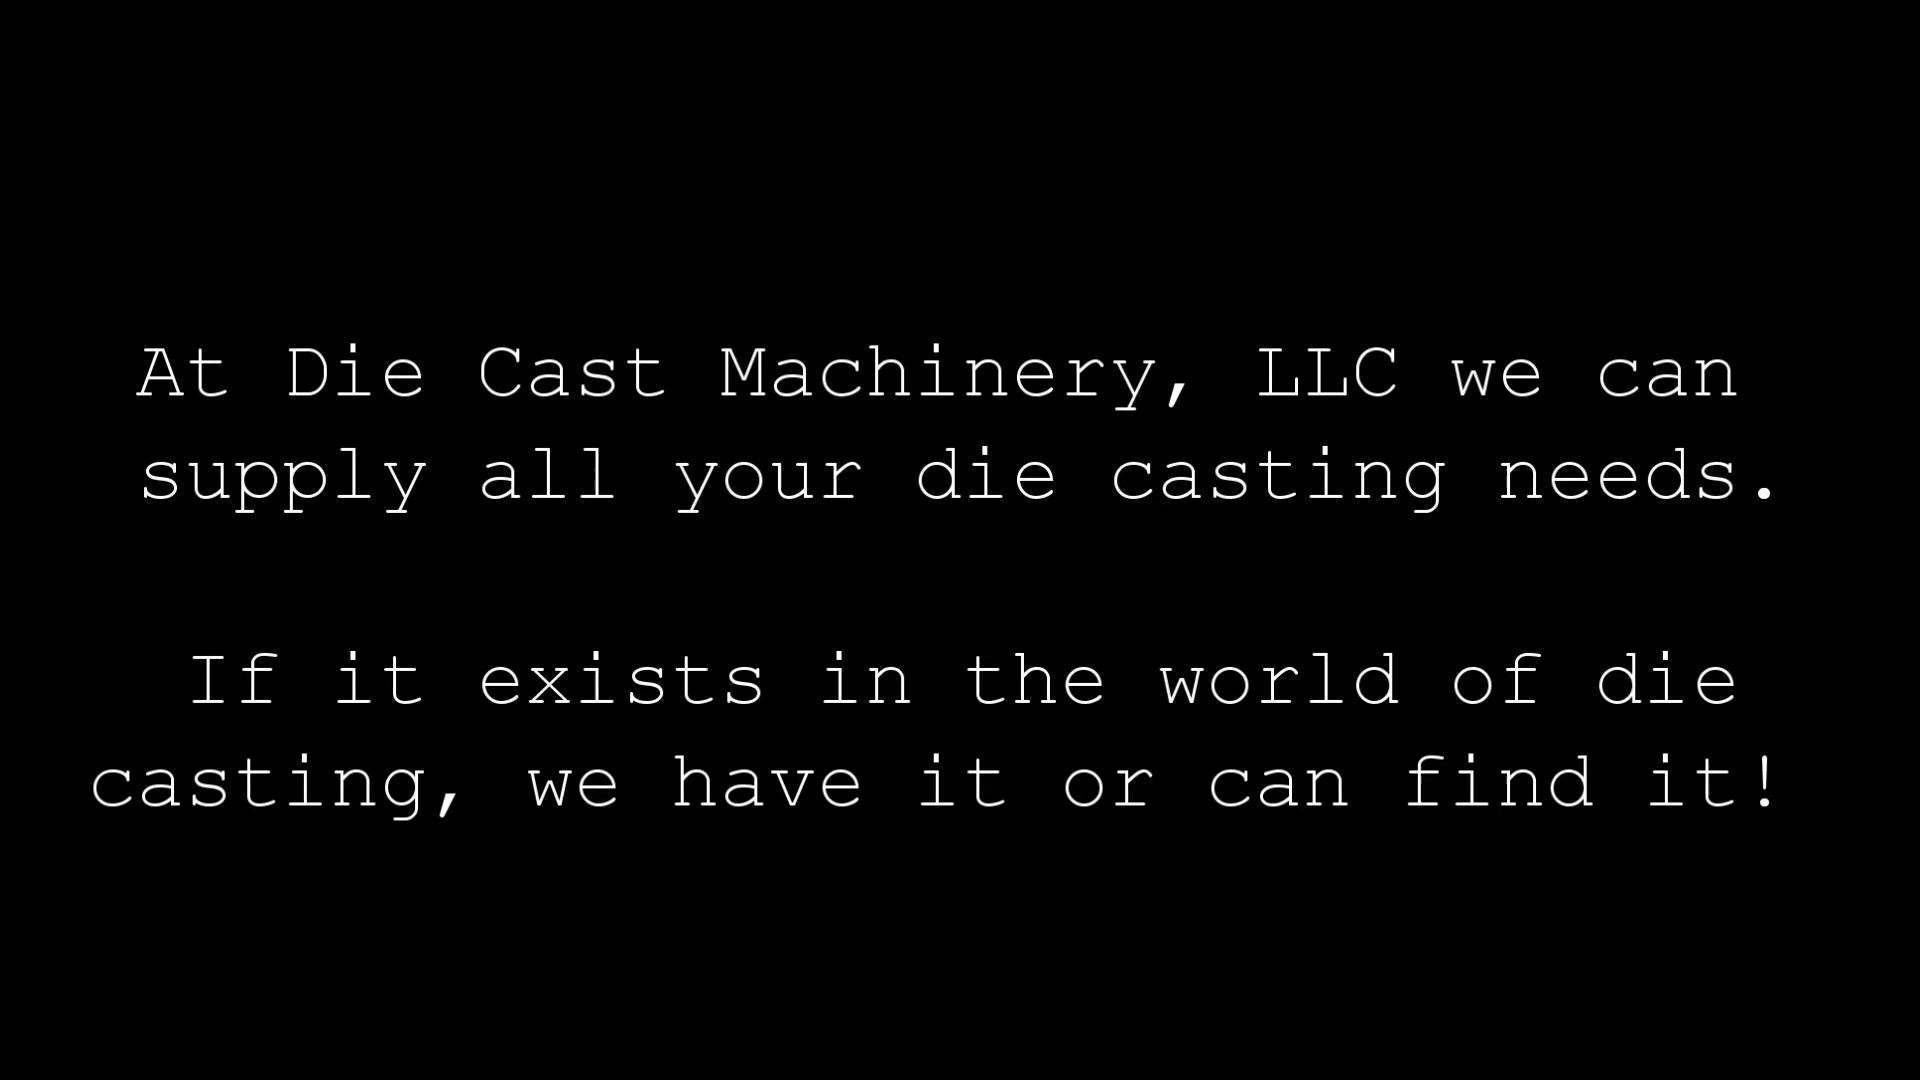 At Die Cast Machinery, LLC we can
supply all your die casting needs.
If it exists in the world of die
casting, we have it or can find it!